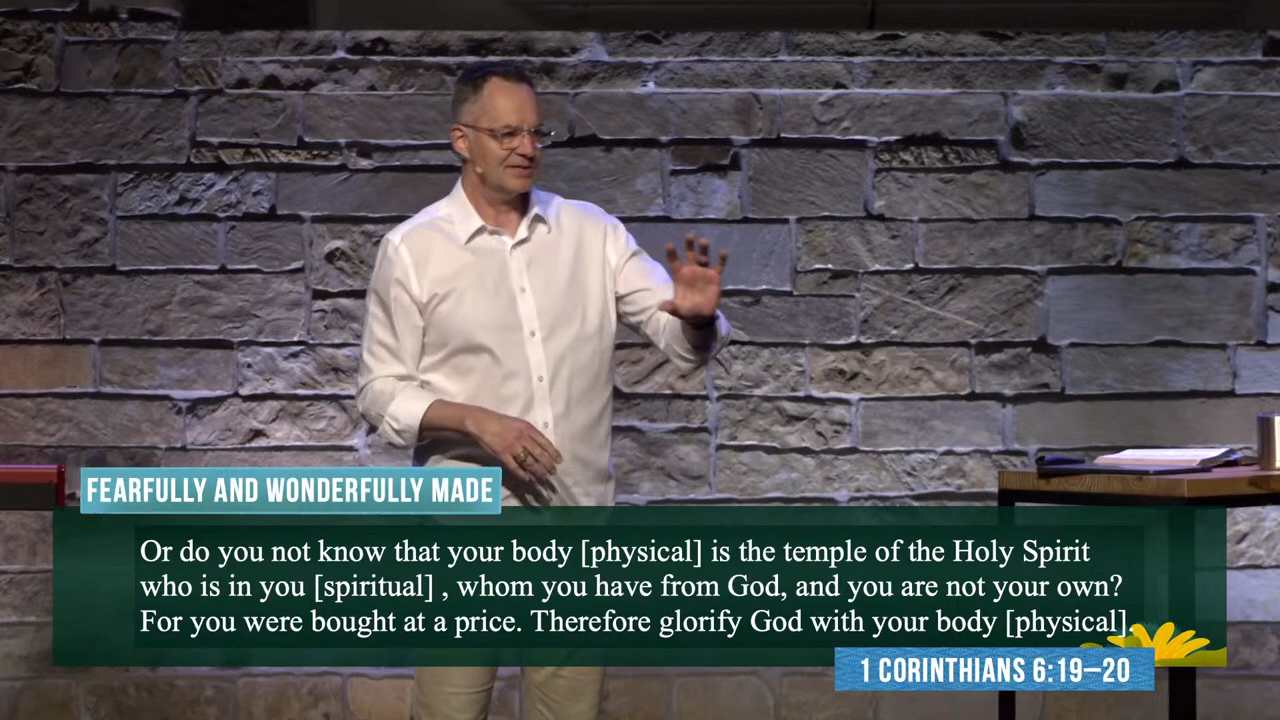 FEARFULLY AND WONDERFULLY MADE
Or do you not know that your body [physical] is the temple of the Holy Spirit
who is in you [spiritual] , whom you have from God, and you are not your own?
For you were bought at a price. Therefore glorify God with your body [physical].
1 CORINTHIANS 6:19–20